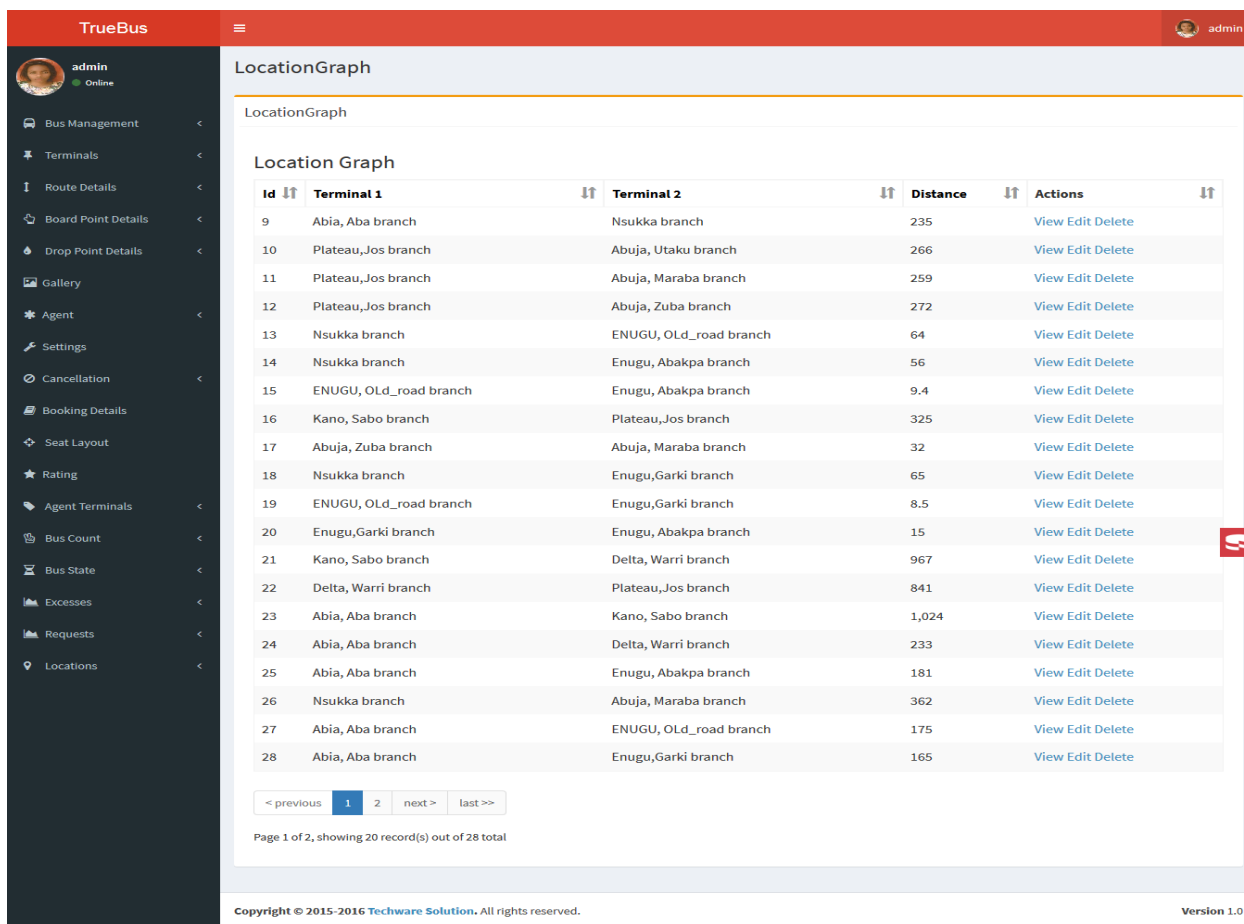 TrueBus
admin
admin
Online
Bus Management
Terminals
Route Details
Board Point Details
Drop Point Details
Gallery
Agent
Settings
Cancellation
Booking Details
Seat Layout
Rating
Agent Terminals
Bus Count
Bus State
Excesses
Requests
Locations
LocationGraph
LocationGraph
Location Graph
Id Terminal 1 Terminal 2 Distance Actions
9 Abia, Aba branch Nsukka branch 235 View Edit Delete
10 Plateau,Jos branch Abuja, Utaku branch 266 View Edit Delete
11 Plateau,Jos branch Abuja, Maraba branch 259 View Edit Delete
12 Plateau,Jos branch Abuja, Zuba branch 272 View Edit Delete
13 Nsukka branch ENUGU, OLd_road branch 64 View Edit Delete
14 Nsukka branch Enugu, Abakpa branch 56 View Edit Delete
15 ENUGU, OLd_road branch Enugu, Abakpa branch 9.4 View Edit Delete
16 Kano, Sabo branch Plateau,Jos branch 325 View Edit Delete
17 Abuja, Zuba branch Abuja, Maraba branch 32 View Edit Delete
18 Nsukka branch Enugu,Garki branch 65 View Edit Delete
19 ENUGU, OLd_road branch Enugu,Garki branch 8.5 View Edit Delete
20 Enugu,Garki branch Enugu, Abakpa branch 15 View Edit Delete
21 Kano, Sabo branch Delta, Warri branch 967 View Edit Delete
22 Delta, Warri branch Plateau,Jos branch 841 View Edit Delete
23 Abia, Aba branch Kano, Sabo branch 1,024 View Edit Delete
24 Abia, Aba branch Delta, Warri branch 233 View Edit Delete
25 Abia, Aba branch Enugu, Abakpa branch 181 View Edit Delete
26 Nsukka branch Abuja, Maraba branch 362 View Edit Delete
27 Abia, Aba branch ENUGU, OLd_road branch 175 View Edit Delete
28 Abia, Aba branch Enugu,Garki branch 165 View Edit Delete
< previous 1 2 next > last >>
Page 1 of 2, showing 20 record(s) out of 28 total
Copyright © 2015-2016 Techware Solution. All rights reserved. Version 1.0